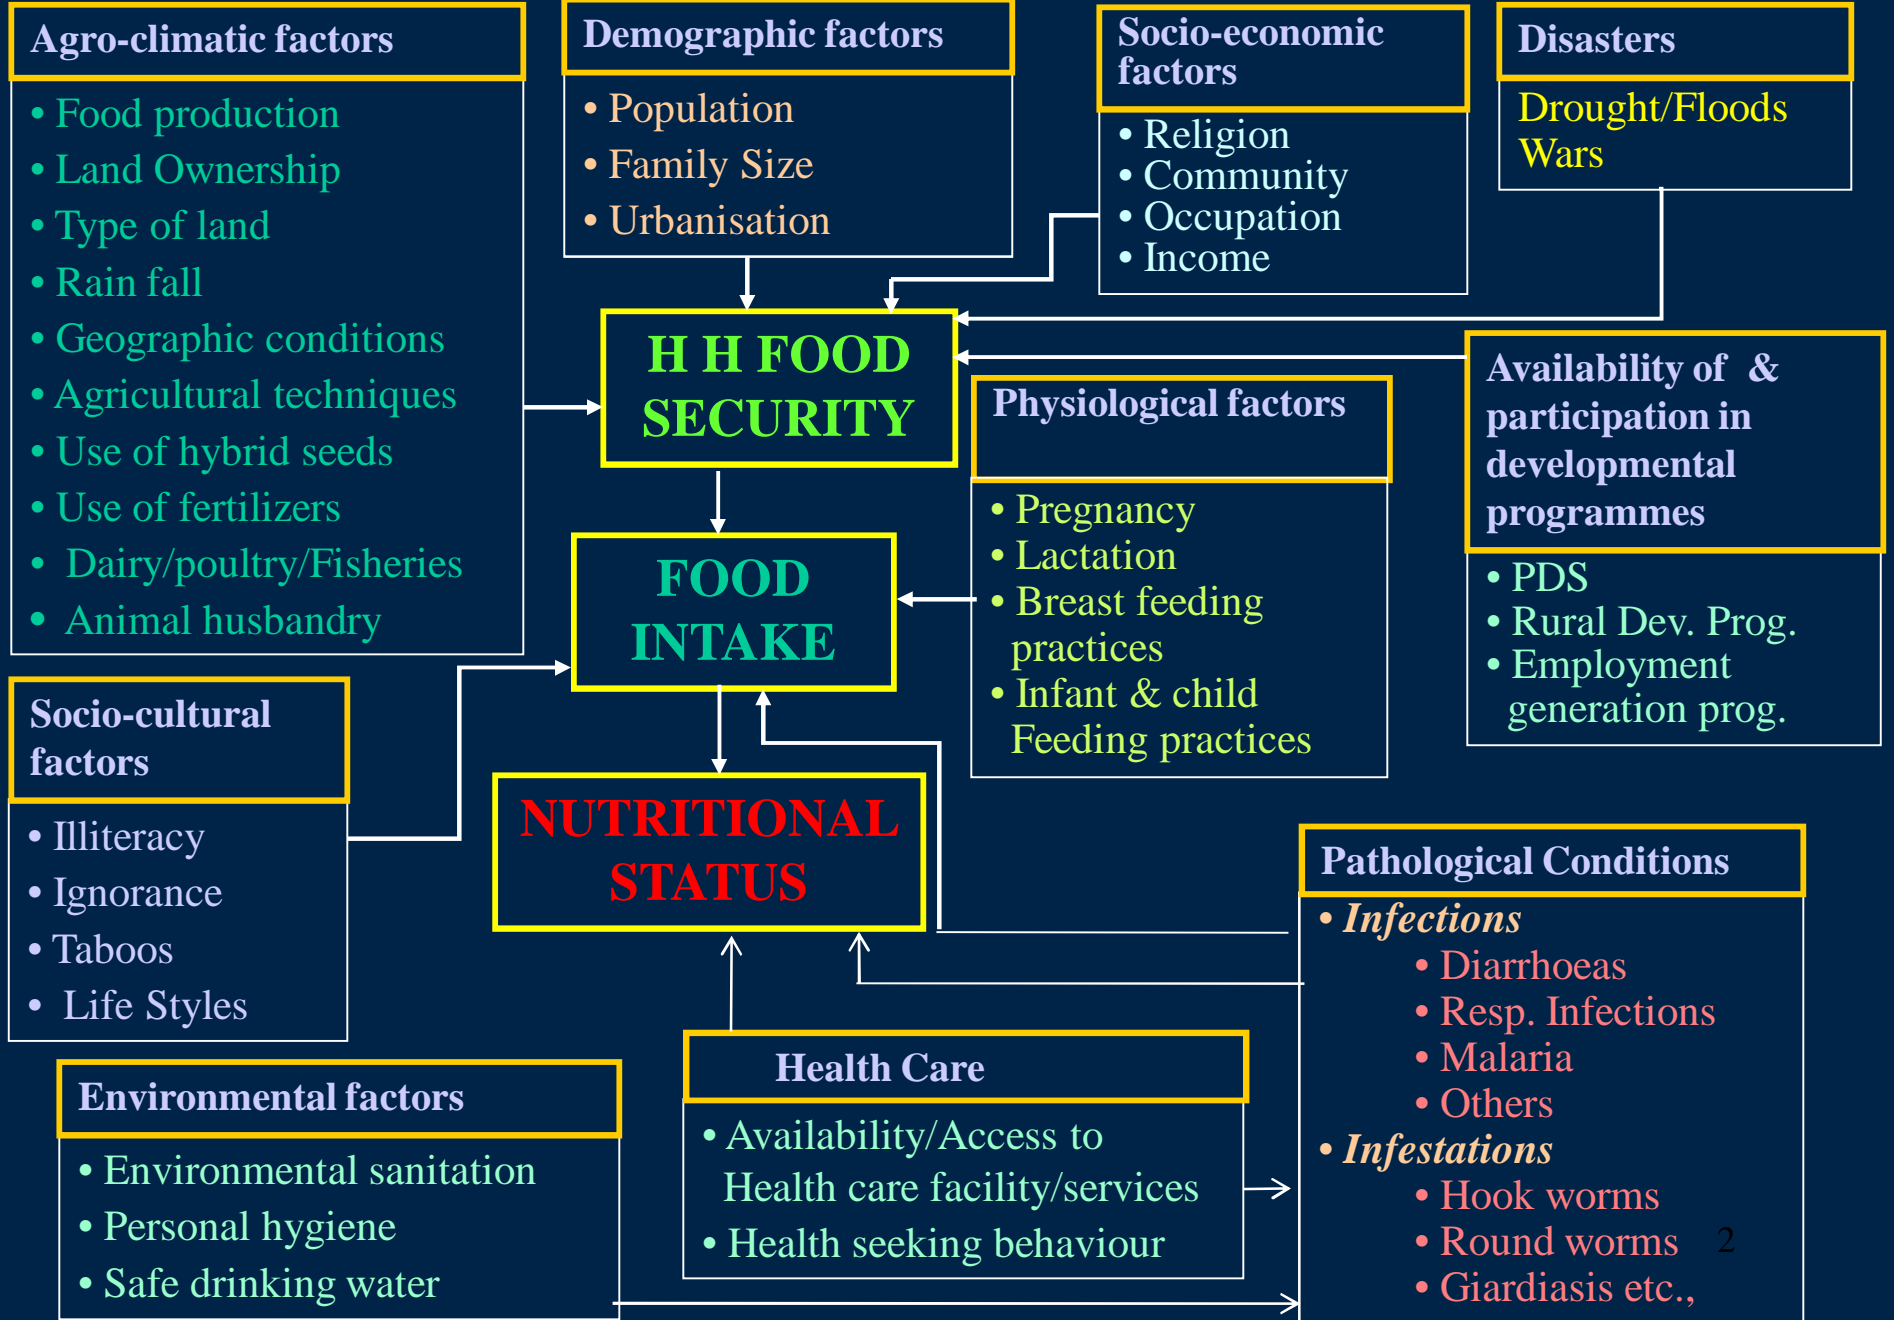 Agro-climatic factors
• Food production
• Land Ownership
• Type of land
• Rain fall
• Geographic conditions
• Agricultural techniques
• Use of hybrid seeds
• Use of fertilizers
• Dairy/poultry/Fisheries
• Animal husbandry
Demographic factors
• Population
• Family Size
• Urbanisation
Socio-economic
factors
• Religion
• Community
• Occupation
• Income
Disasters
Drought/Floods
Wars
H H FOOD
SECURITY
Physiological factors
• Pregnancy
• Lactation
• Breast feeding
practices
• Infant & child
Feeding practices
Availability of &
participation in
developmental
programmes
• PDS
• Rural Dev. Prog.
• Employment
generation prog.
FOOD
INTAKE
Socio-cultural
factors
• Illiteracy
• Ignorance
• Taboos
• Life Styles
NUTRITIONAL
STATUS
Pathological Conditions
• Infections
• Diarrhoeas
• Resp. Infections
• Malaria
• Others
• Infestations
• Hook worms
• Round worms
• Giardiasis etc.,
Environmental factors
• Environmental sanitation
• Personal hygiene
• Safe drinking water
Health Care
• Availability/Access to
Health care facility/services
• Health seeking behaviour
2